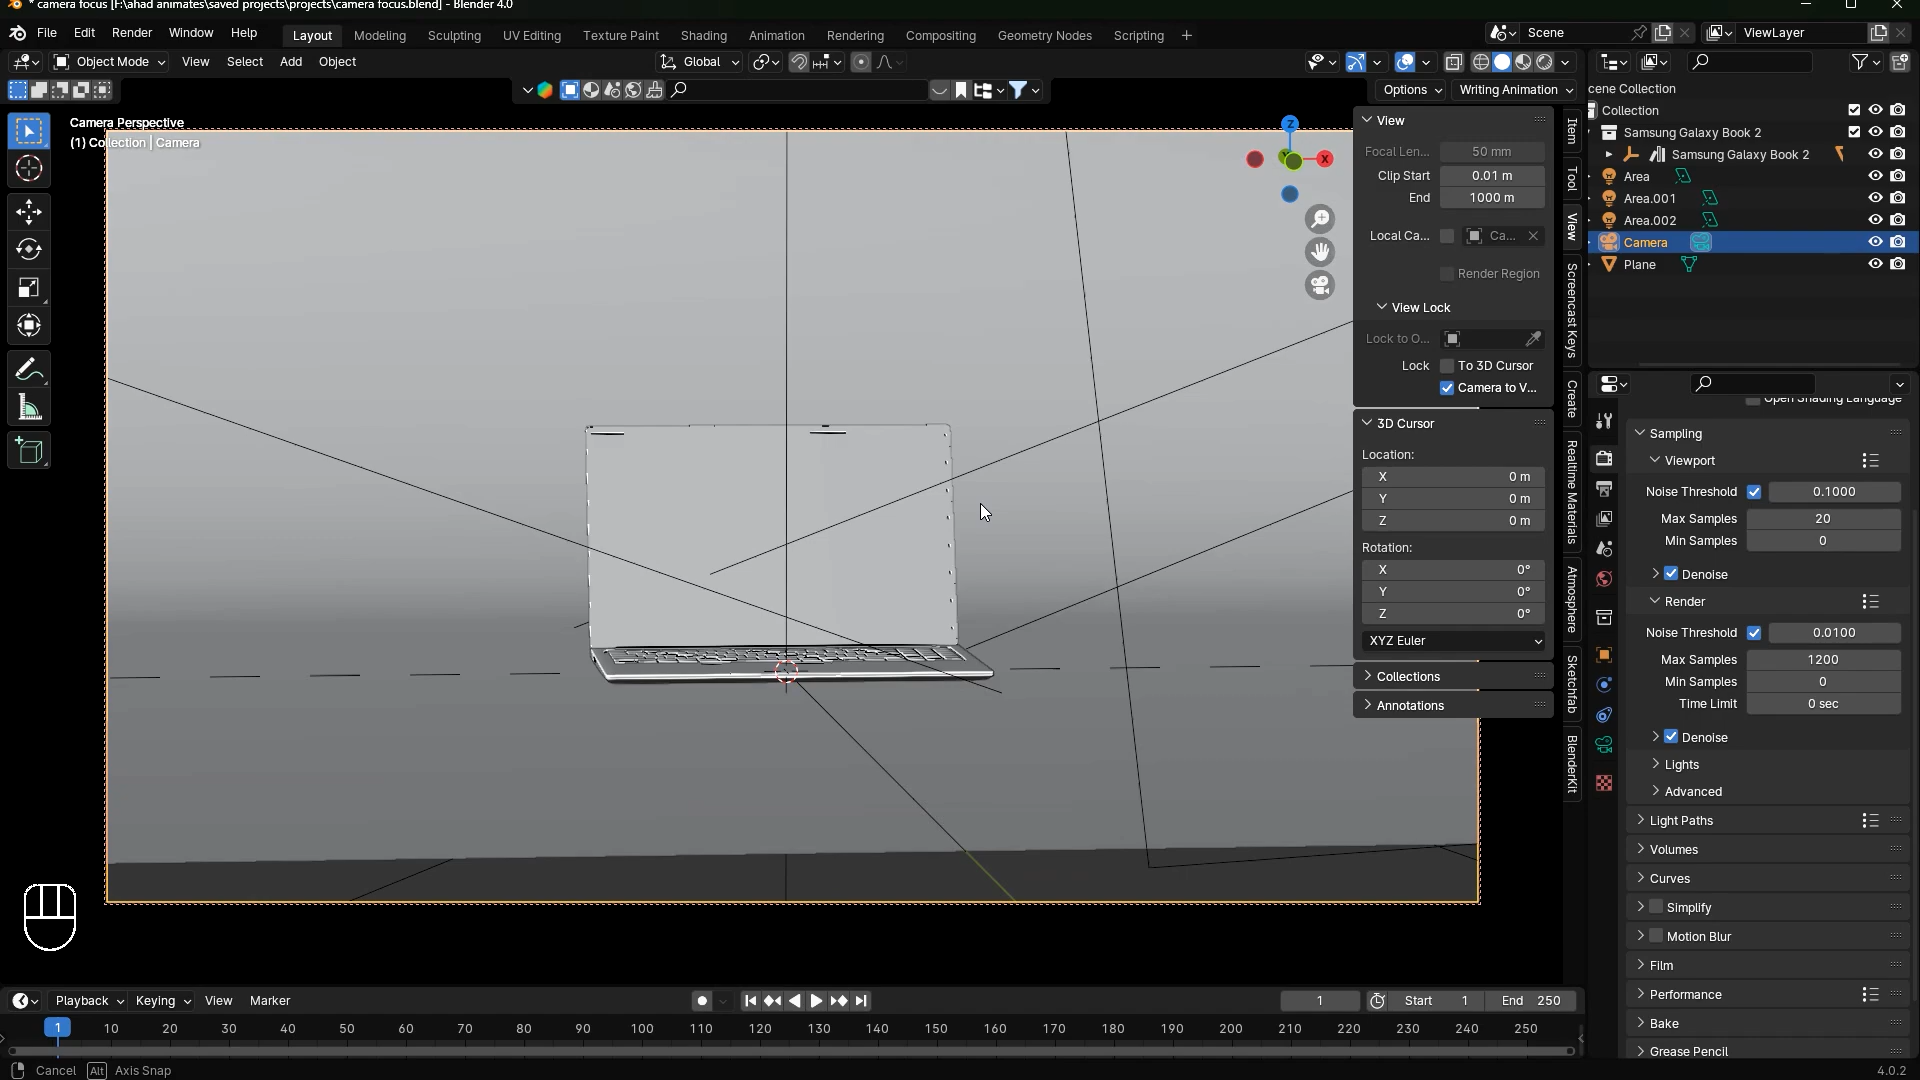 * camera focus [F:\ahad animates\saved projects\projects\camera focus.blend] - Blender 4.0
File Edit Render Window Help
Layout Modeling Sculpting UV Editing Texture Paint Shading Animation Rendering Compositing Geometry Nodes Scripting +
Scene
ViewLayer
Object Mode View Select Add Object
Global
Options
Writing Animation
Camera Perspective
(1) Collection | Camera
Z
X
View
Focal Len... 50 mm
Clip Start 0.01 m
End 1000 m
Local Ca... Ca...
Render Region
View Lock
Lock to O...
Lock To 3D Cursor
Camera to V...
3D Cursor
Location:
X 0 m
Y 0 m
Z 0 m
Rotation:
X 0°
Y 0°
Z 0°
XYZ Euler
Collections
Annotations
Item
Tool
View
Screencast Keys
Create
Realtime Materials
Atmosphere
Sketchfab
BlenderKit
cene Collection
Collection
Samsung Galaxy Book 2
Samsung Galaxy Book 2
Area
Area.001
Area.002
Camera
Plane
Open Shading Language
Sampling
Viewport
Noise Threshold 0.1000
Max Samples 20
Min Samples 0
Denoise
Render
Noise Threshold 0.0100
Max Samples 1200
Min Samples 0
Time Limit 0 sec
Denoise
Lights
Advanced
Light Paths
Volumes
Curves
Simplify
Motion Blur
Film
Performance
Bake
Grease Pencil
Playback Keying View Marker
1 Start 1 End 250
1 10 20 30 40 50 60 70 80 90 100 110 120 130 140 150 160 170 180 190 200 210 220 230 240 250
Cancel Alt Axis Snap
4.0.2